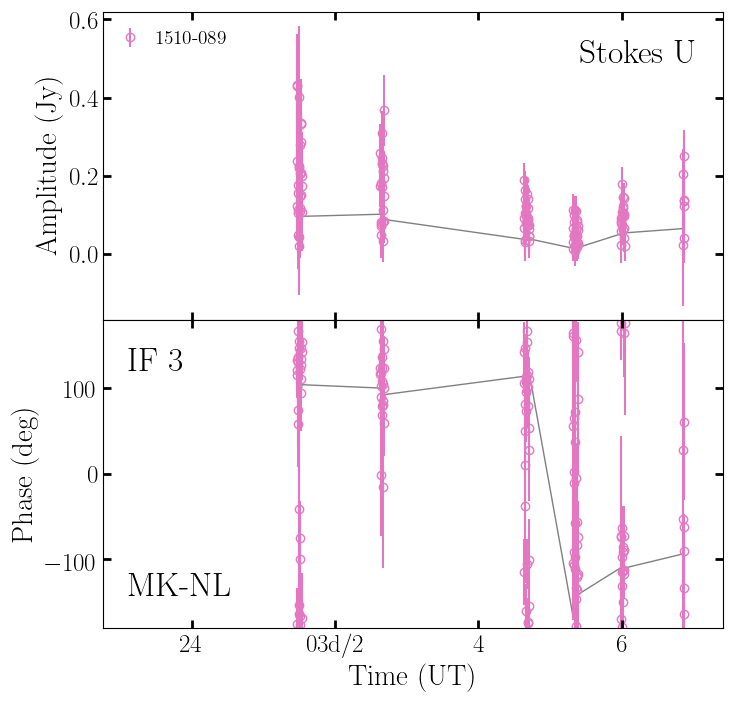 1510-089
Stokes U
0.6
0.4
0.2
0.0
Amplitude (Jy)
IF 3
MK-NL
100
0
−100
Phase (deg)
24
03d/2
4
6
Time (UT)